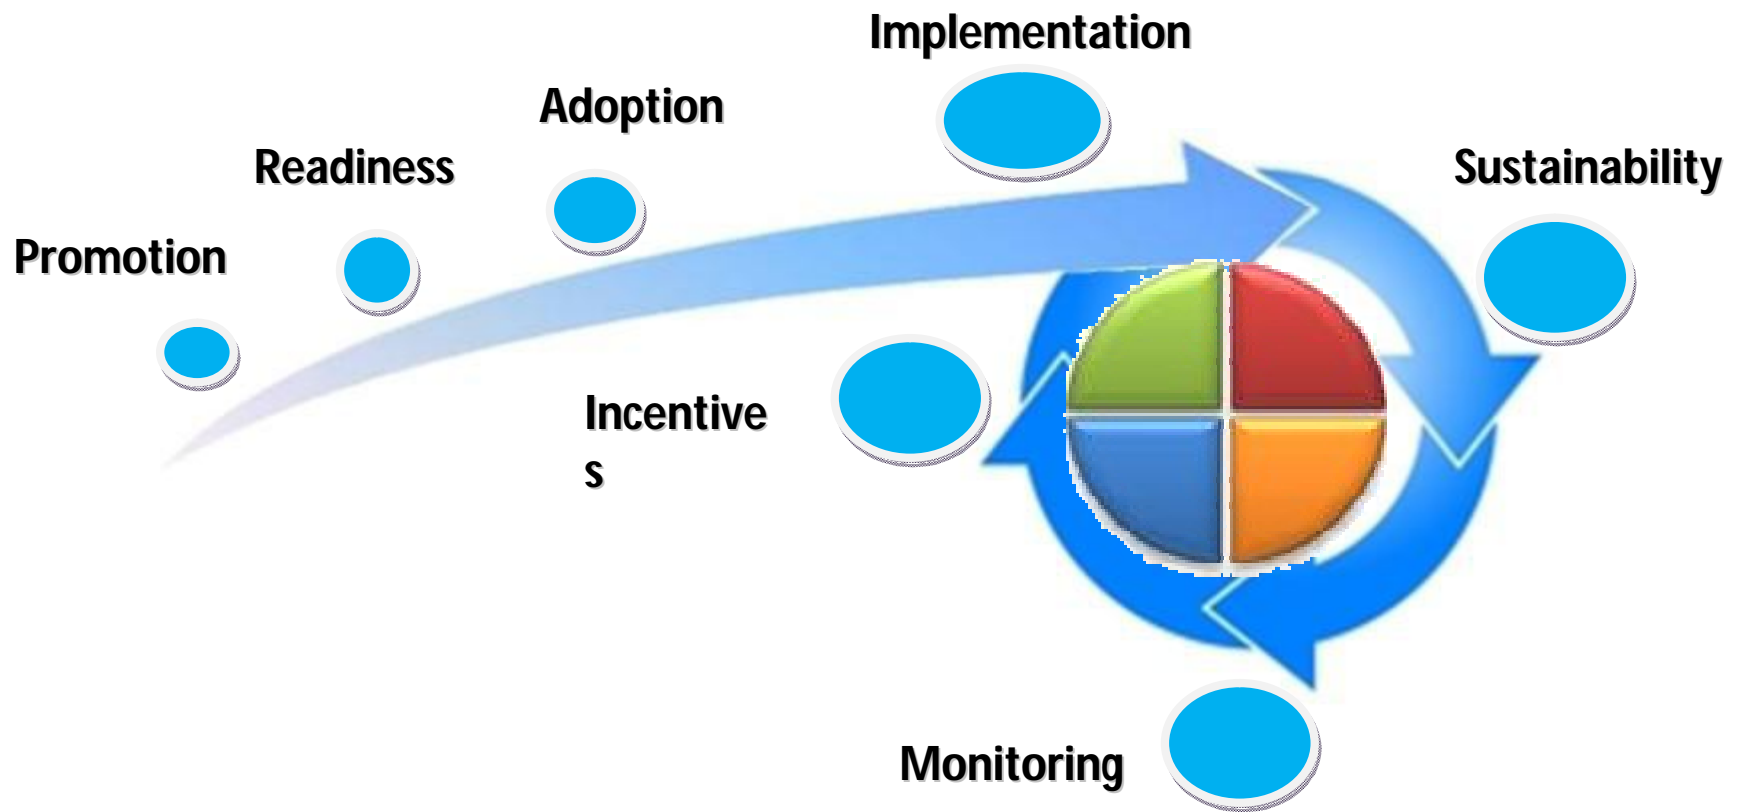 Implementation
Adoption
Readiness
Sustainability
Promotion
Incentive
s
Monitoring